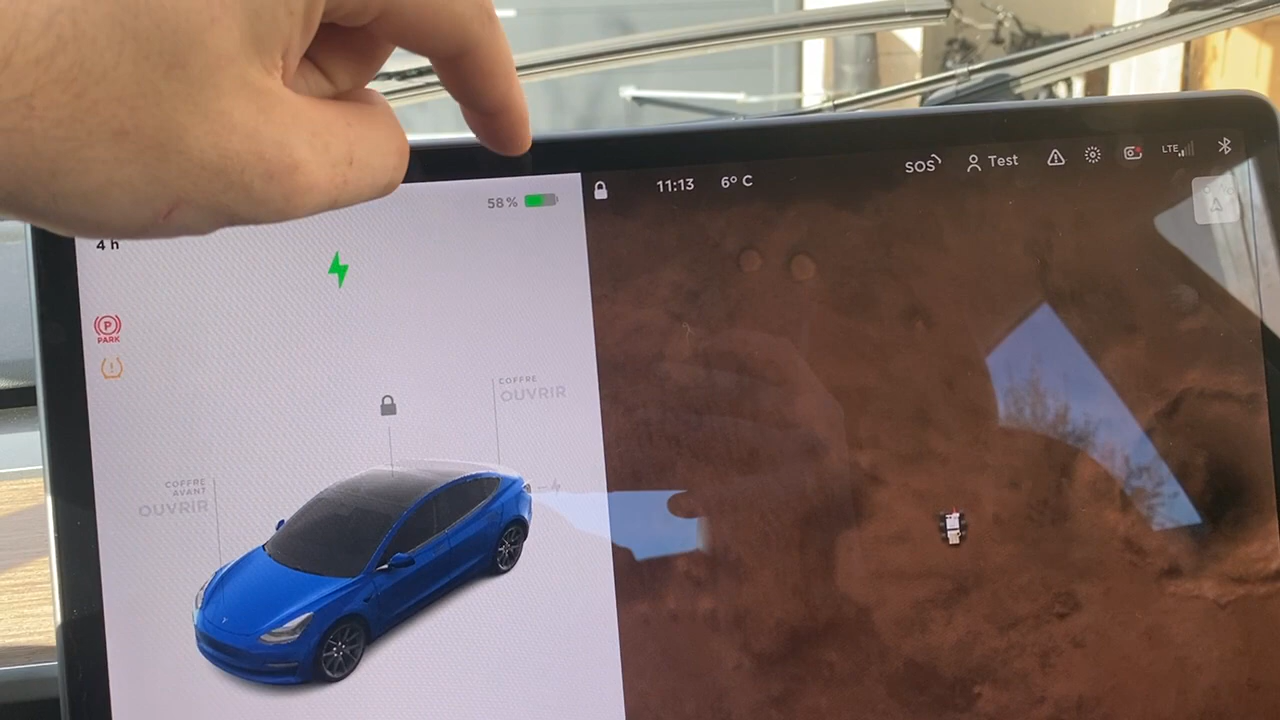 58%
4 h
P
PARK
!
COFFRE
OUVRIR
COFFRE
AVANT
OUVRIR
11:13 6° C
SOS Test LTE